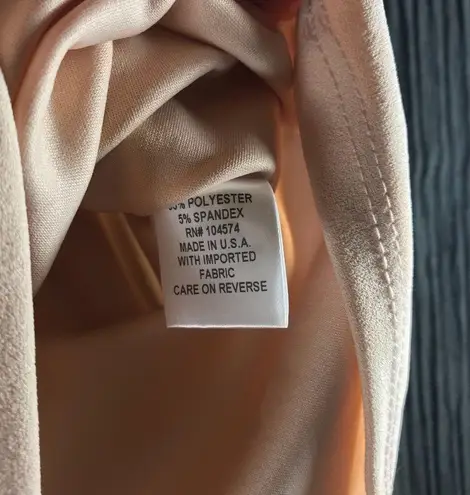 % POLYESTER
5% SPANDEX
RN# 104574
MADE IN U.S.A.
WITH IMPORTED
FABRIC
CARE ON REVERSE